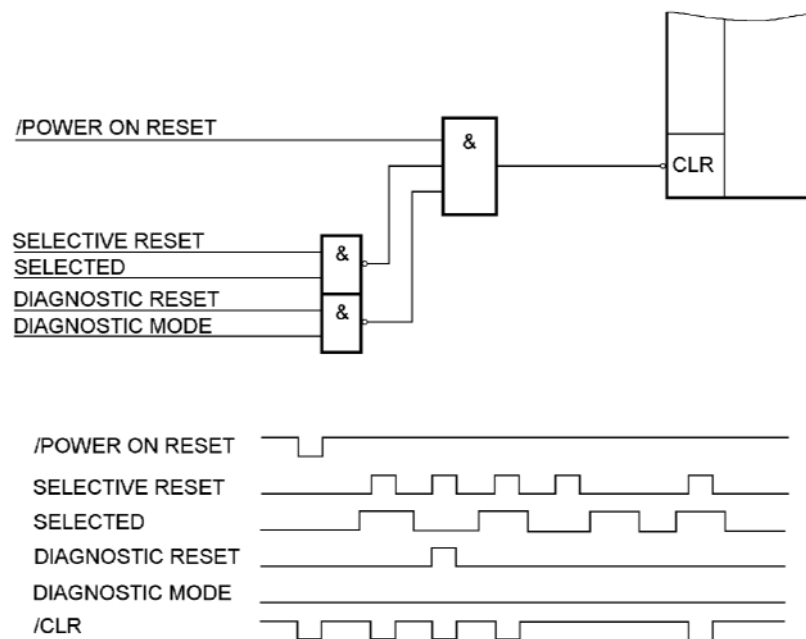 /POWER ON RESET
&
CLR
SELECTIVE RESET
SELECTED
&
DIAGNOSTIC RESET
DIAGNOSTIC MODE
&
/POWER ON RESET
SELECTIVE RESET
SELECTED
DIAGNOSTIC RESET
DIAGNOSTIC MODE
/CLR